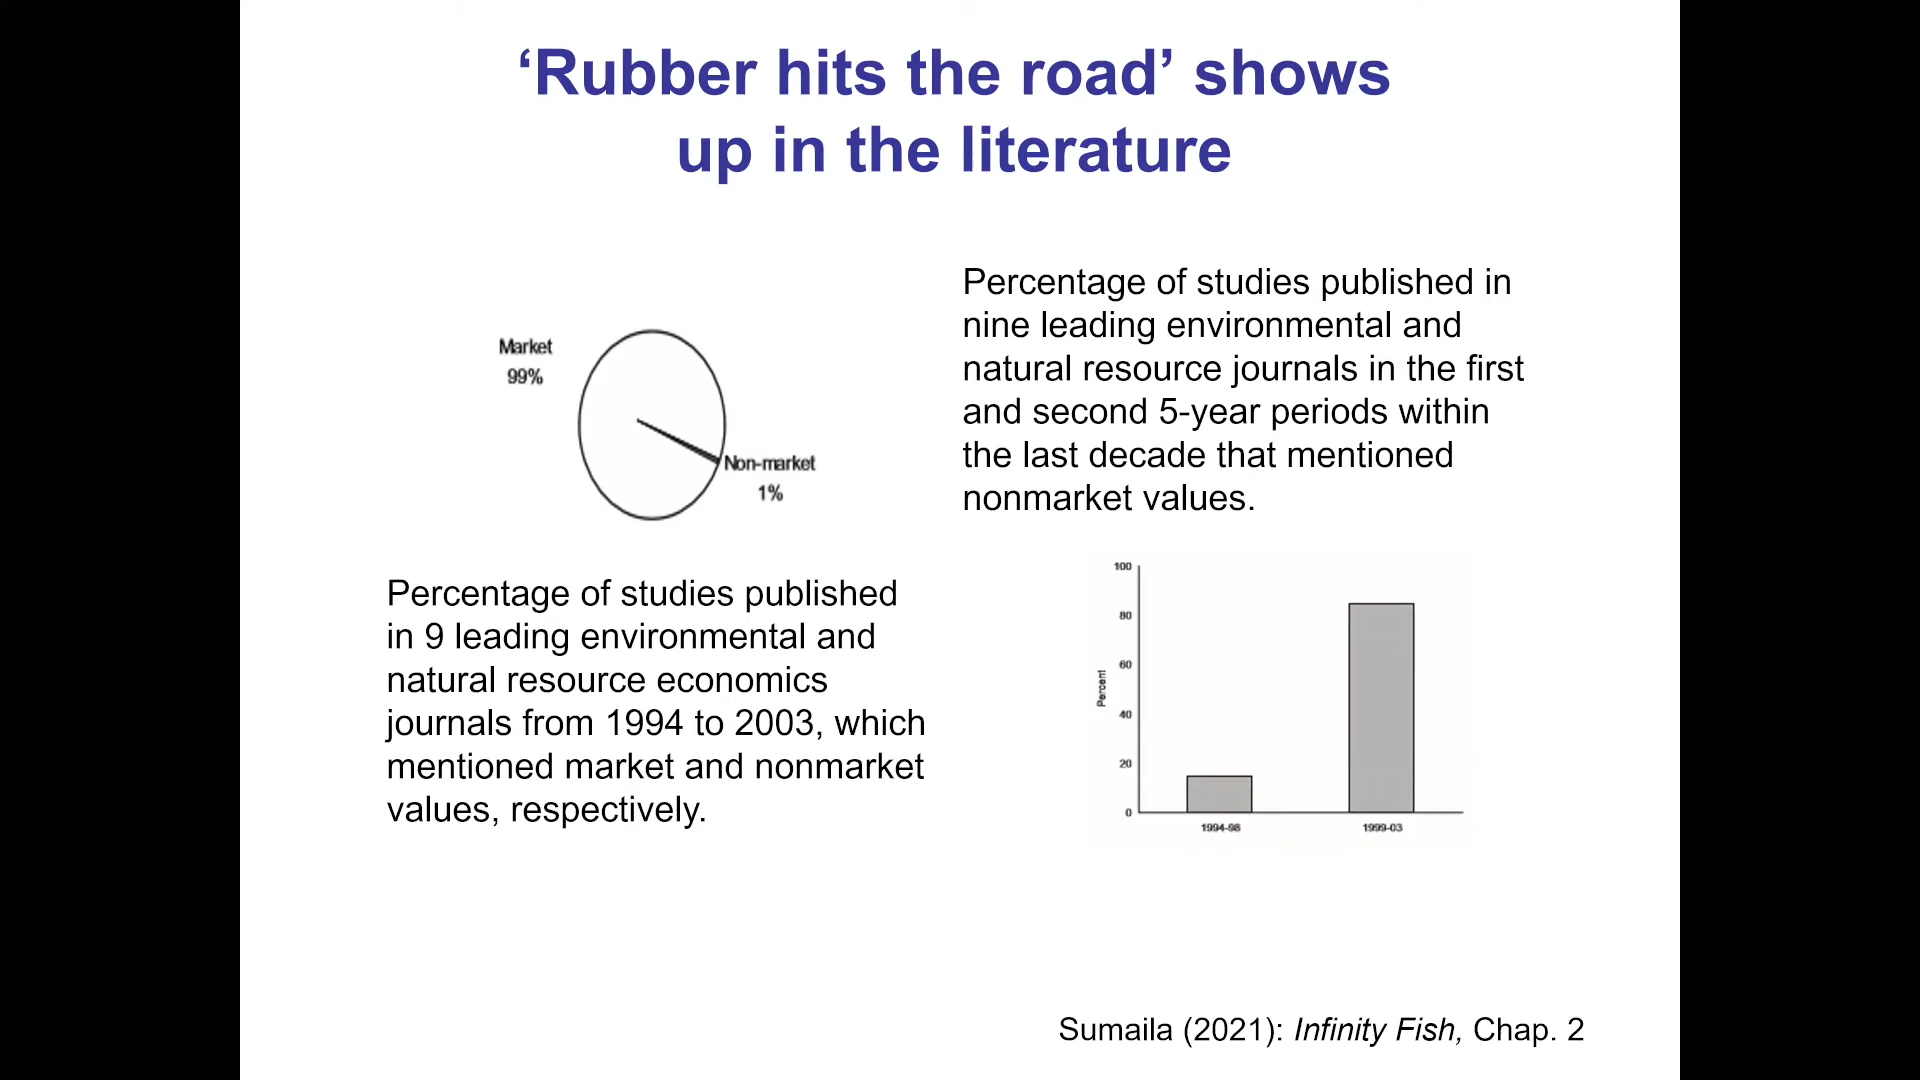 ‘Rubber hits the road’ shows
up in the literature
Market
99%
Non-market
1%
Percentage of studies published
in 9 leading environmental and
natural resource economics
journals from 1994 to 2003, which
mentioned market and nonmarket
values, respectively.
Percentage of studies published in
nine leading environmental and
natural resource journals in the first
and second 5-year periods within
the last decade that mentioned
nonmarket values.
100
80
60
40
20
0
Percent
1994-98
1999-03
Sumaila (2021): Infinity Fish, Chap. 2